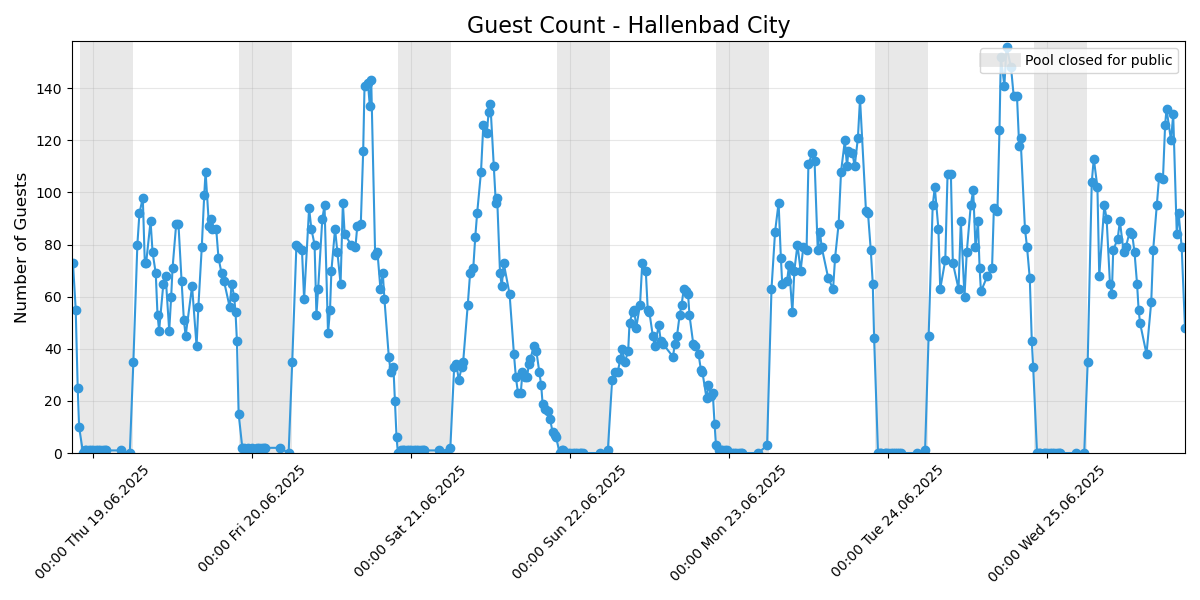 Guest Count - Hallenbad City
Pool closed for public
Number of Guests
140
120
100
80
60
40
20
0
00:00 Thu 19.06.2025
00:00 Fri 20.06.2025
00:00 Sat 21.06.2025
00:00 Sun 22.06.2025
00:00 Mon 23.06.2025
00:00 Tue 24.06.2025
00:00 Wed 25.06.2025